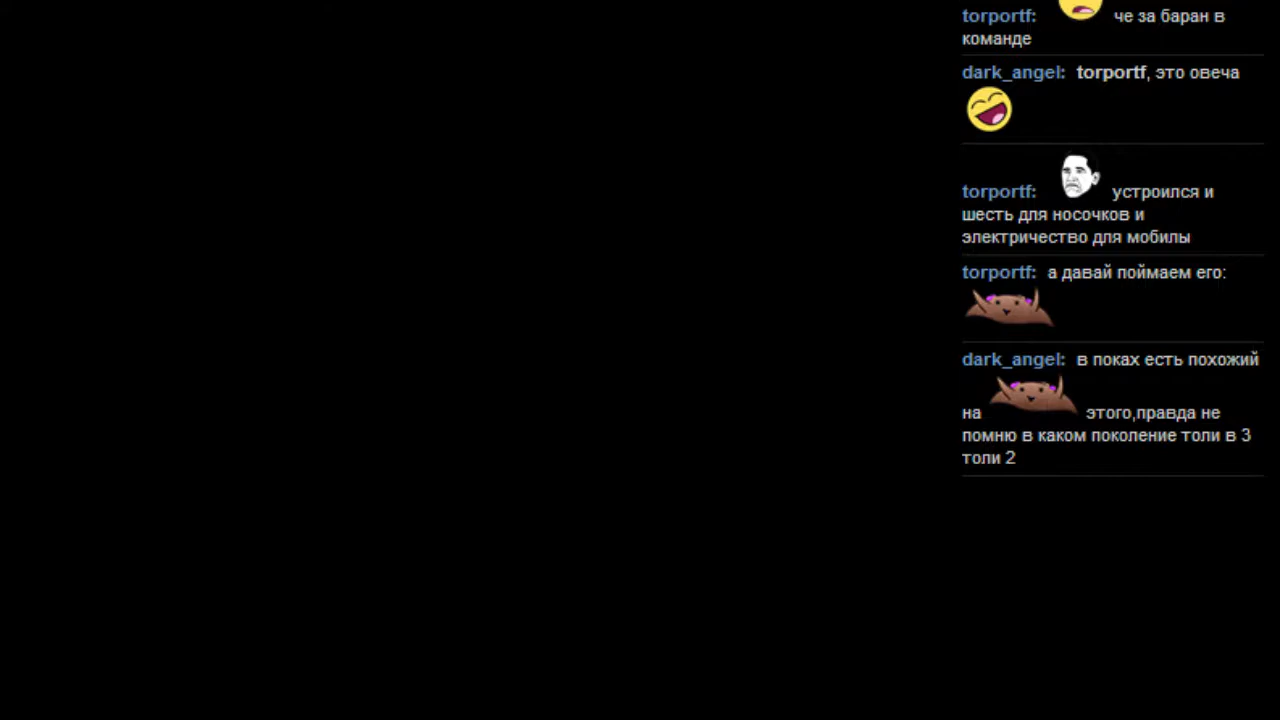 torportf: че за баран в
команде
dark_angel: torportf, это овеча
torportf: устроился и
шесть для носочков и
электричество для мобилы
torportf: а давай поймаем его:
dark_angel: в поках есть похожий
на этого,правда не
помню в каком поколение толи в 3
толи 2